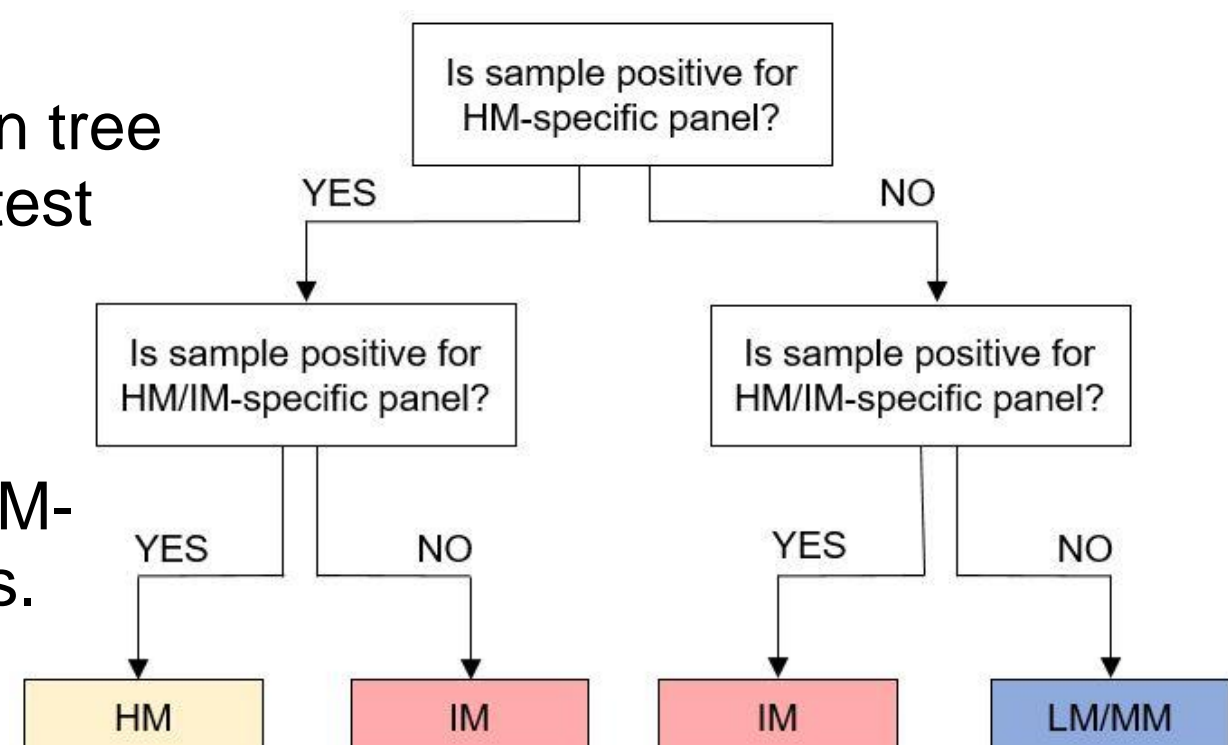 n tree
test
M-
s.
Is sample positive for
HM-specific panel?
YES
NO
Is sample positive for
HM/IM-specific panel?
Is sample positive for
HM/IM-specific panel?
YES
NO
YES
NO
HM
IM
IM
LM/MM